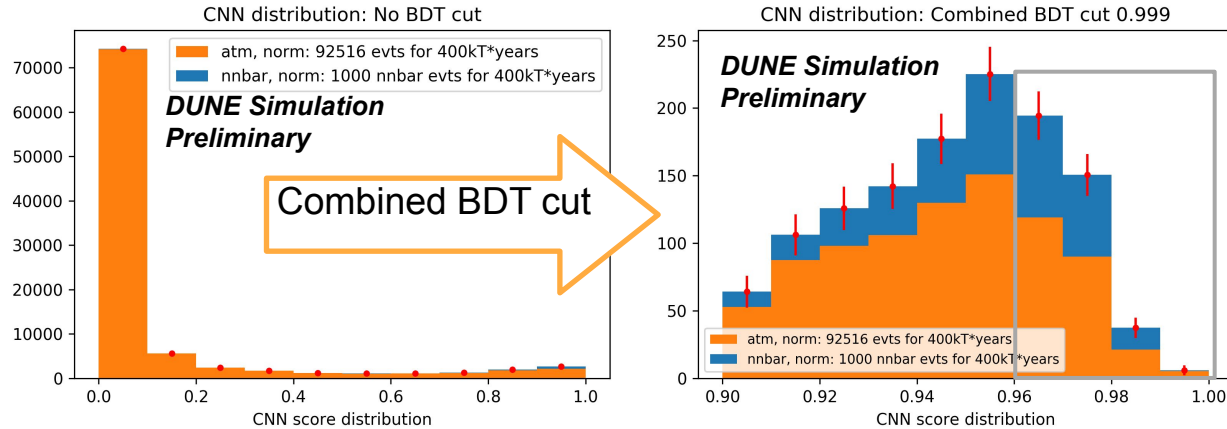 CNN distribution: No BDT cut
70000
60000
50000
40000
30000
20000
10000
0
atm, norm: 92516 evts for 400kT*years
nnbar, norm: 1000 nnbar evts for 400kT*years
DUNE Simulation
Preliminary
0.0 0.2 0.4 0.6 0.8 1.0
CNN score distribution
Combined BDT cut
CNN distribution: Combined BDT cut 0.999
250
200
150
100
50
0
DUNE Simulation
Preliminary
atm, norm: 92516 evts for 400kT*years
nnbar, norm: 1000 nnbar evts for 400kT*years
0.90 0.92 0.94 0.96 0.98 1.00
CNN score distribution